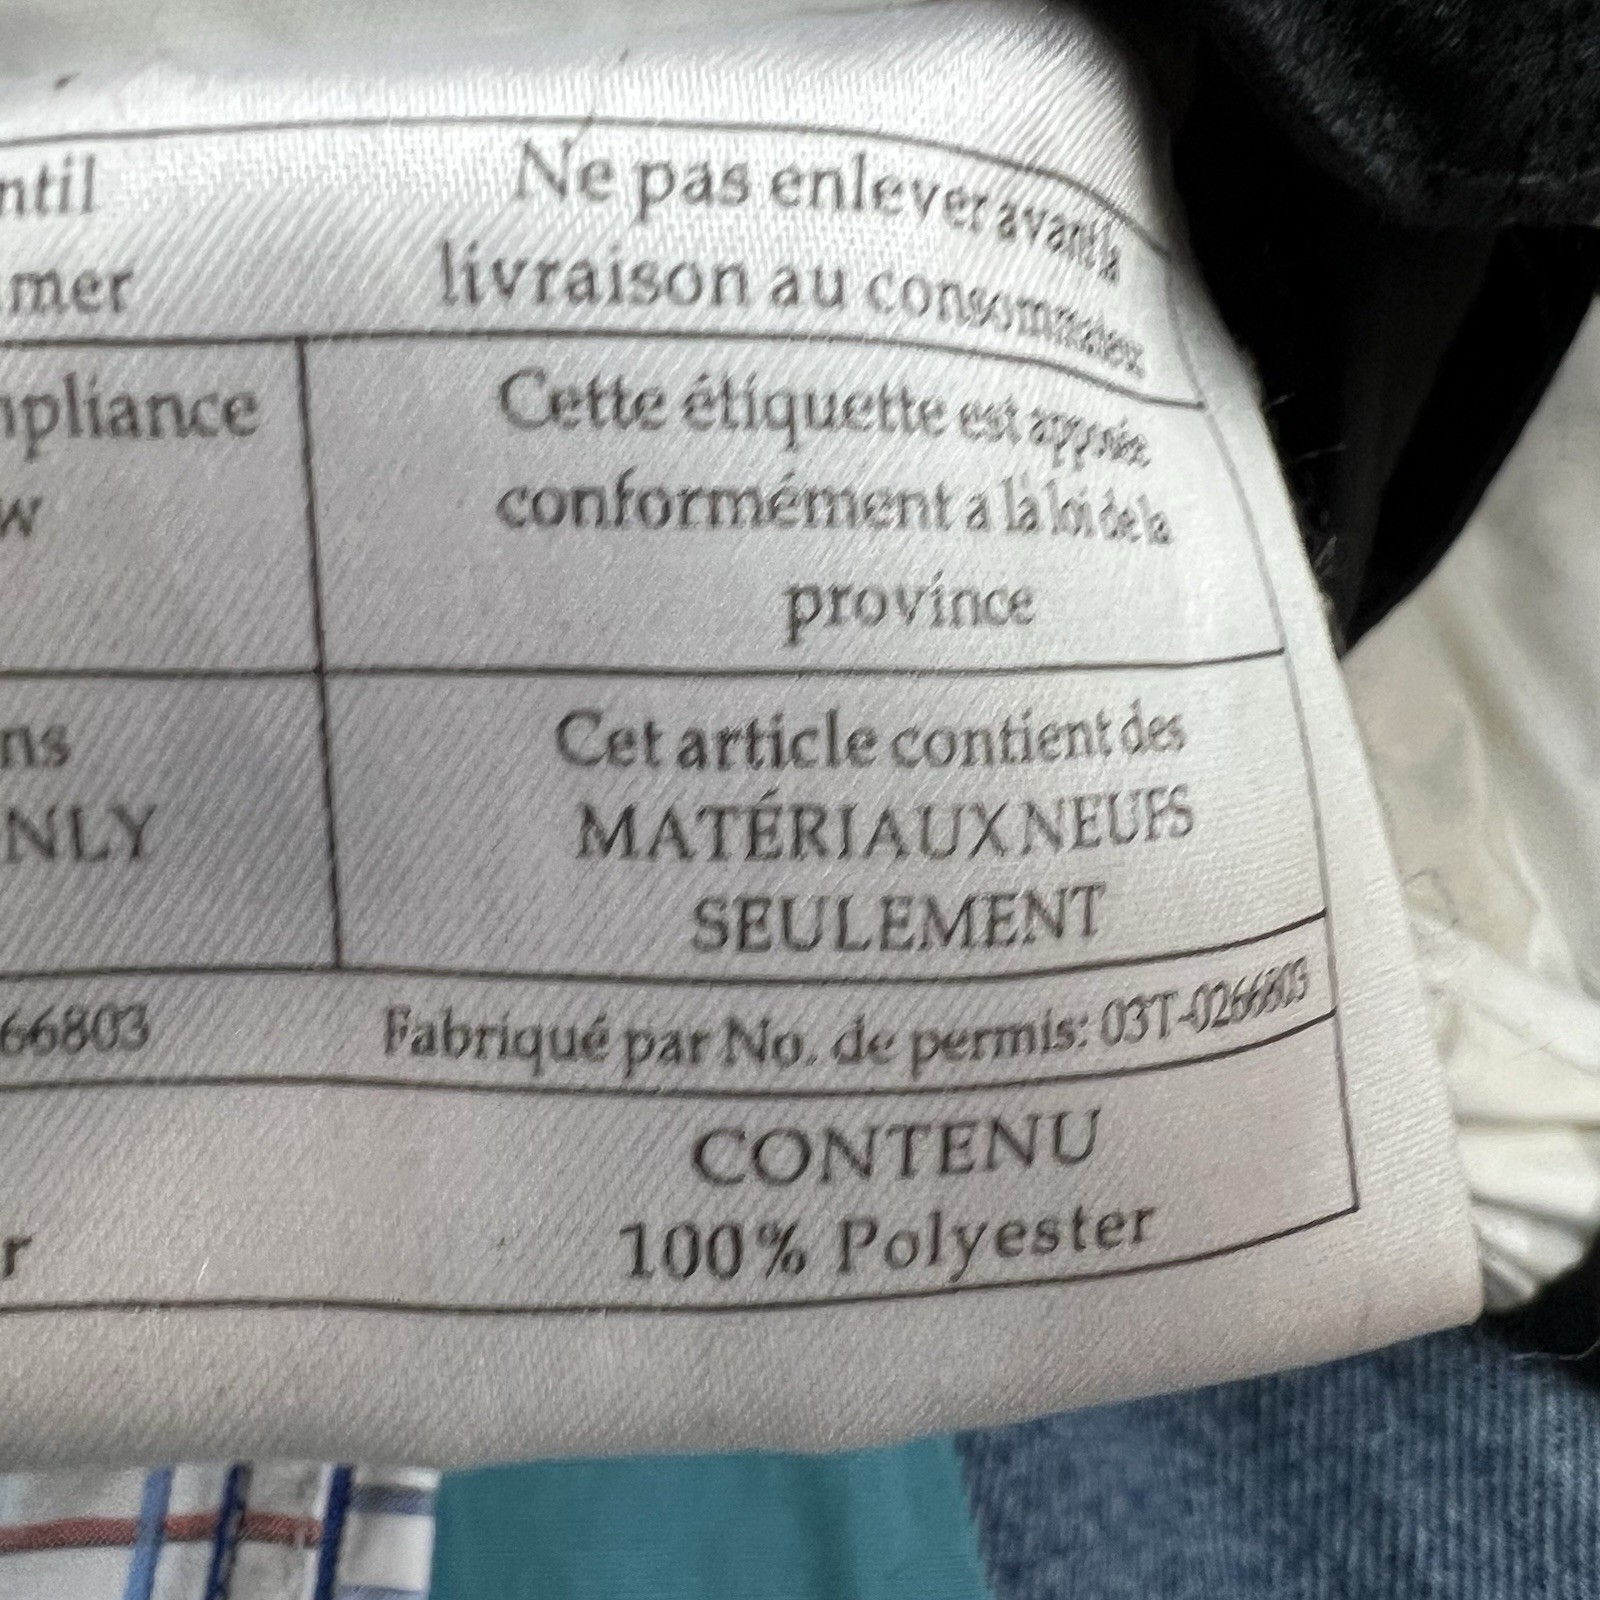 ntil
mer
Ne pas enlever avant la
livraison au consommateur
mpliance
w
Cette étiquette est apposée
conformément a la loi de la
province
ns
NLY
Cet article contient des
MATÉRIAUX NEUFS
SEULEMENT
66803
Fabriqué par No. de permis: 03T-0266803
r
CONTENU
100% Polyester